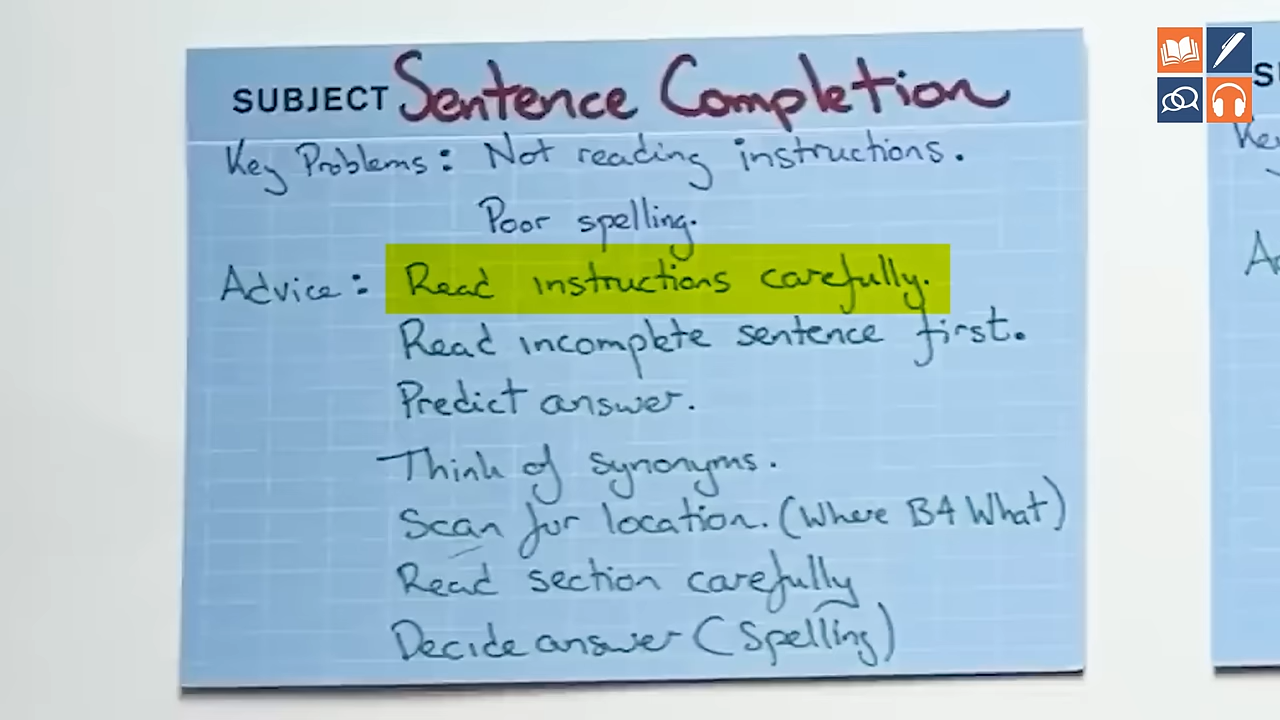 SUBJECT Sentence Completion
Key Problems: Not reading instructions.
Poor spelling.
Advice: Read instructions carefully.
Read incomplete sentence first.
Predict answer.
Think of synonyms.
Scan for location. (Where B4 What)
Read section carefully
Decide answer (Spelling)